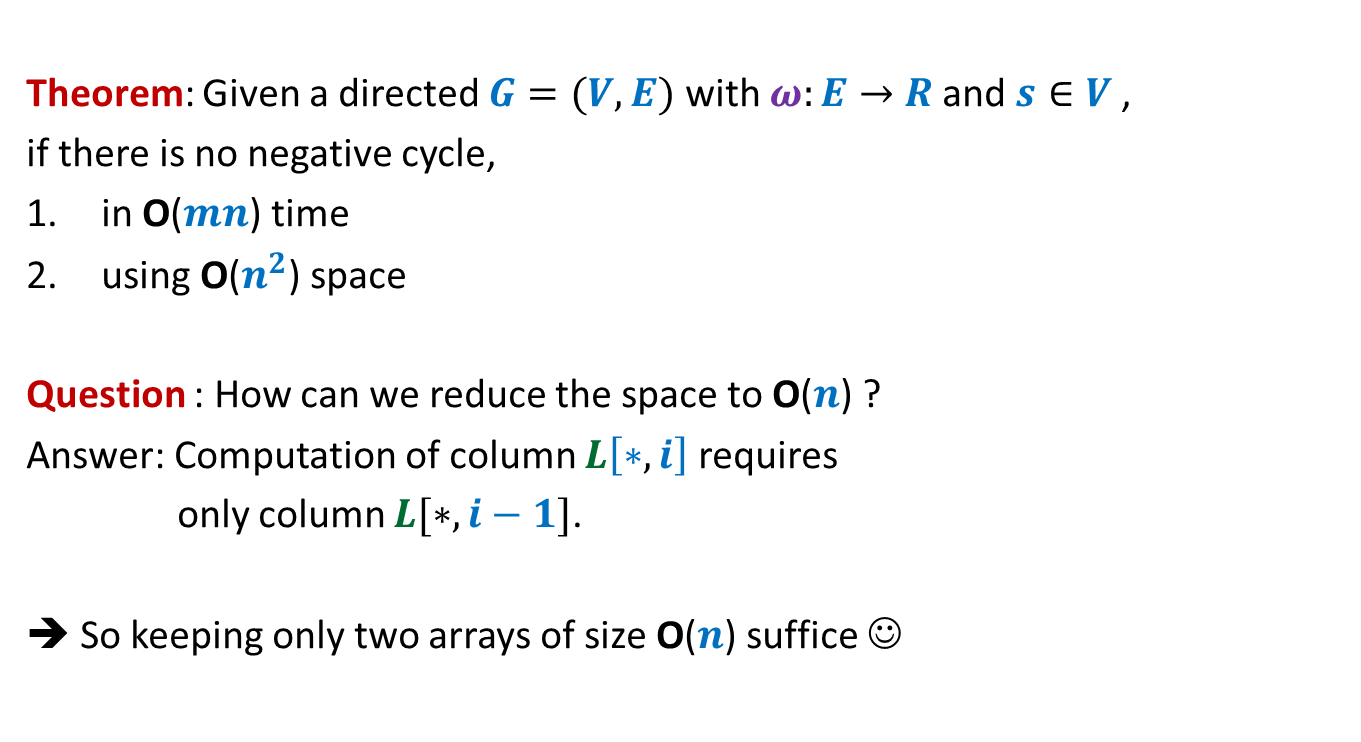 Theorem: Given a directed G = (V, E) with ω: E → R and s ∈ V ,
if there is no negative cycle,
1. in O(mn) time
2. using O(n²) space
Question : How can we reduce the space to O(n) ?
Answer: Computation of column L[∗, i] requires
only column L[∗, i − 1].
➔ So keeping only two arrays of size O(n) suffice ☺